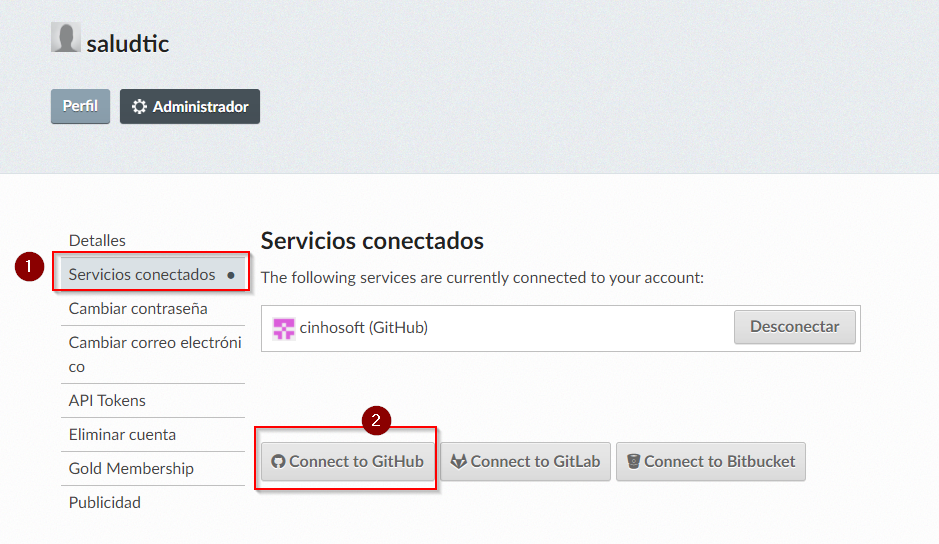 saludtic
Perfil
Administrador
Detalles
1
Servicios conectados
Cambiar contraseña
Cambiar correo electróni
co
API Tokens
Eliminar cuenta
Gold Membership
Publicidad
Servicios conectados
The following services are currently connected to your account:
cinhosoft (GitHub)
Desconectar
2
Connect to GitHub
Connect to GitLab
Connect to Bitbucket